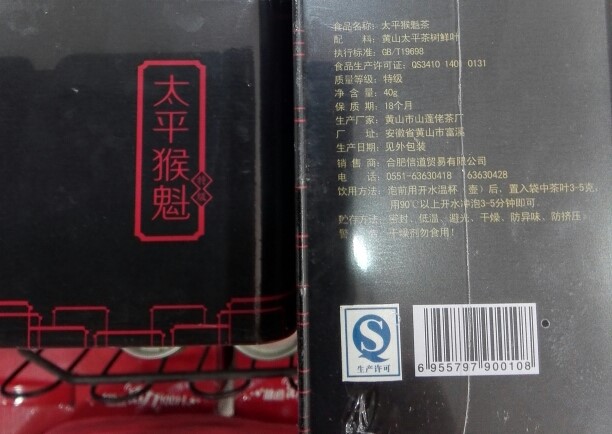 太平猴魁
食品名称：太平猴魁茶
配　　料：黄山太平茶树鲜叶
执行标准：GB/T19698
食品生产许可证：QS3410 1401 0131
质量等级：特级
净 含 量：40g
保 质 期：18个月
生产厂家：黄山市山蓬佬茶厂
厂　　址：安徽省黄山市富溪
生产日期：见外包装
销 售 商：合肥信道贸易有限公司
电　　话：0551-63630418　163630428
饮用方法：泡前用开水温杯（壶）后，置入袋中茶叶3-5克，
用90℃以上开水冲泡3-5分钟即可
贮存方法：密封、低温、避光、干燥、防异味、防挤压
警　　　干燥剂勿食用！
QS
生产许可
6 955797 900108